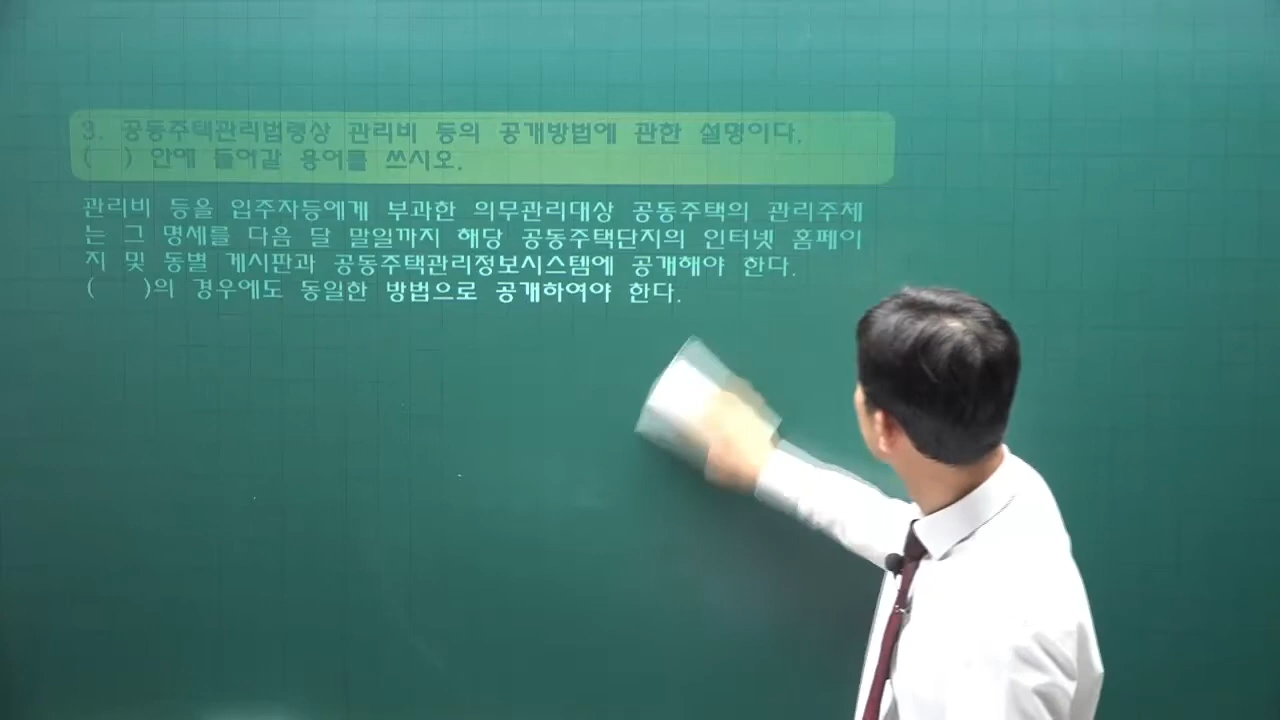 3. 공동주택관리법령상 관리비 등의 공개방법에 관한 설명이다.
( ) 안에 들어갈 용어를 쓰시오.
관리비 등을 입주자등에게 부과한 의무관리대상 공동주택의 관리주체
는 그 명세를 다음 달 말일까지 해당 공동주택단지의 인터넷 홈페이
지 및 동별 게시판과 공동주택관리정보시스템에 공개해야 한다.
( )의 경우에도 동일한 방법으로 공개하여야 한다.